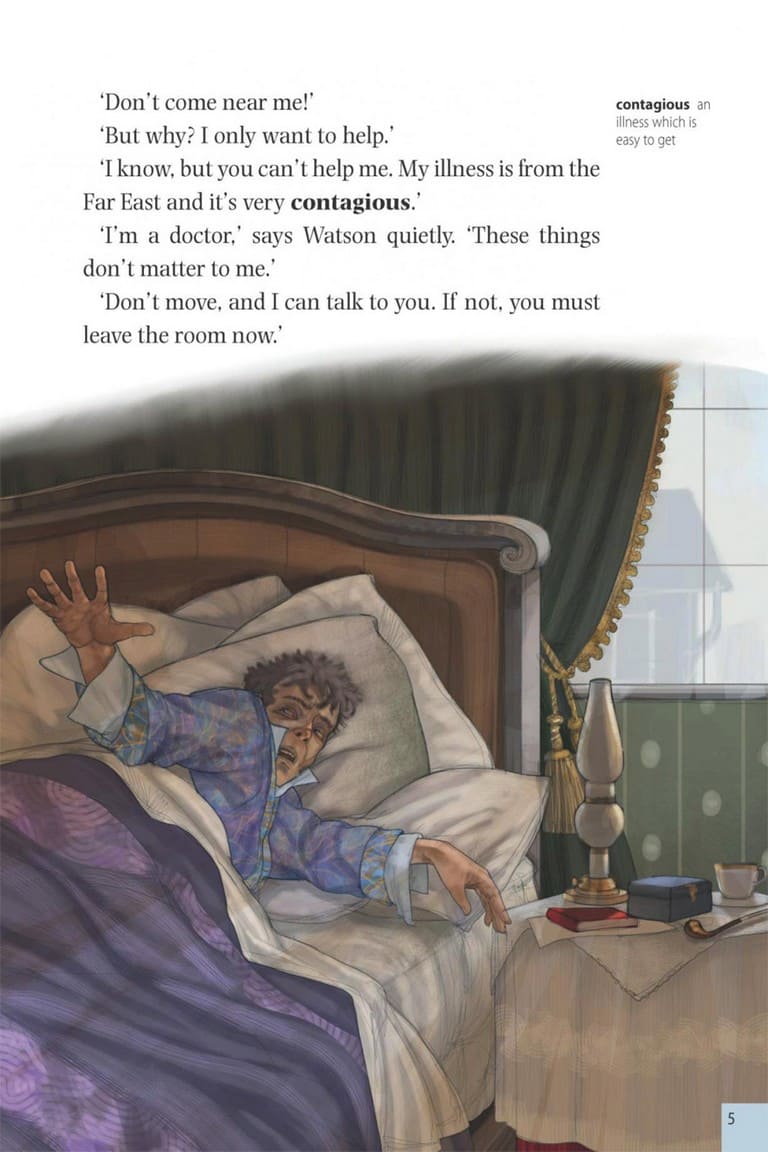 ‘Don’t come near me!’
‘But why? I only want to help.’
‘I know, but you can’t help me. My illness is from the
Far East and it’s very contagious.’
‘I’m a doctor,’ says Watson quietly. ‘These things
don’t matter to me.’
‘Don’t move, and I can talk to you. If not, you must
leave the room now.’
contagious an
illness which is
easy to get
5